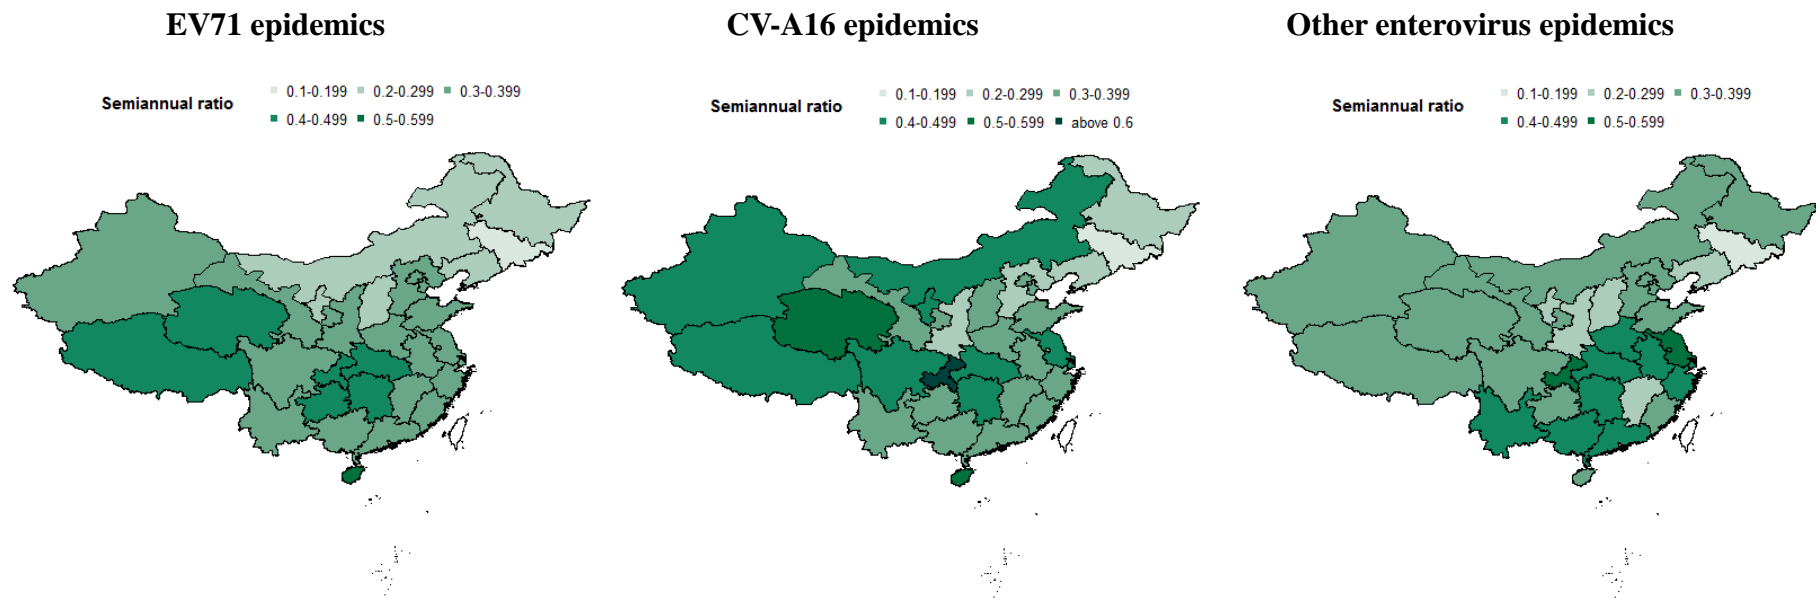 EV71 epidemics
Semiannual ratio
0.1-0.199 0.2-0.299 0.3-0.399
0.4-0.499 0.5-0.599
CV-A16 epidemics
Semiannual ratio
0.1-0.199 0.2-0.299 0.3-0.399
0.4-0.499 0.5-0.599 above 0.6
Other enterovirus epidemics
Semiannual ratio
0.1-0.199 0.2-0.299 0.3-0.399
0.4-0.499 0.5-0.599